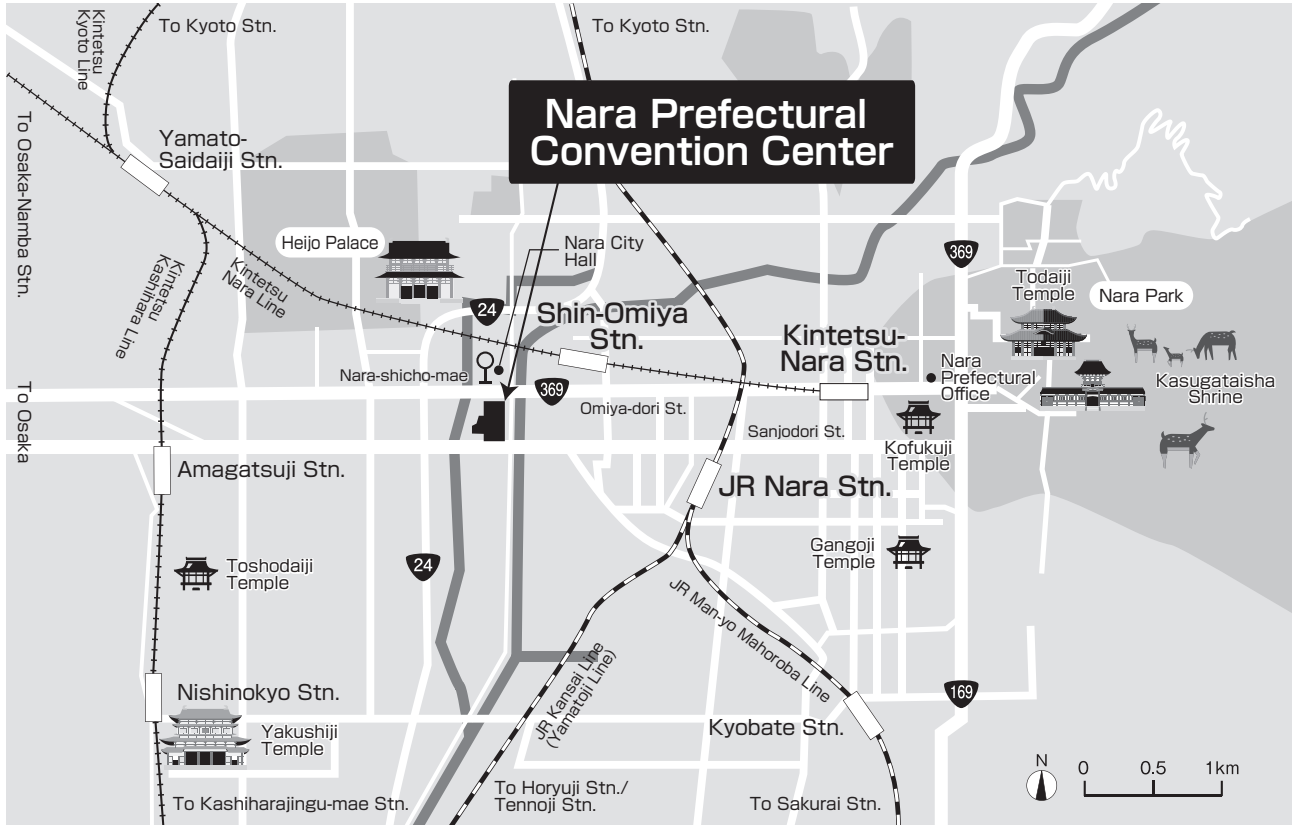 Kintetsu
Kyoto Line
To Kyoto Stn.
To Kyoto Stn.
Nara Prefectural
Convention Center
To Osaka-Namba Stn.
Yamato-
Saidaiji Stn.
Heijo Palace
Nara City
Hall
369
Todaiji
Temple
Nara Park
Kintetsu
Kashihara Line
Kintetsu
Nara Line
24
Shin-Omiya
Stn.
Kintetsu-
Nara Stn.
Nara
Prefectural
Office
Kasugataisha
Shrine
Nara-shicho-mae
369
Omiya-dori St.
To Osaka
Sanjodori St.
Kofukuji
Temple
Amagatsuji Stn.
JR Nara Stn.
Toshodaiji
Temple
24
Gangoji
Temple
JR Man-yo Mahoroba Line
JR Kansai Line
(Yamatoji Line)
Nishinokyo Stn.
169
Yakushiji
Temple
Kyobate Stn.
To Kashiharajingu-mae Stn.
To Horyuji Stn./
Tennoji Stn.
To Sakurai Stn.
N
0 0.5 1km